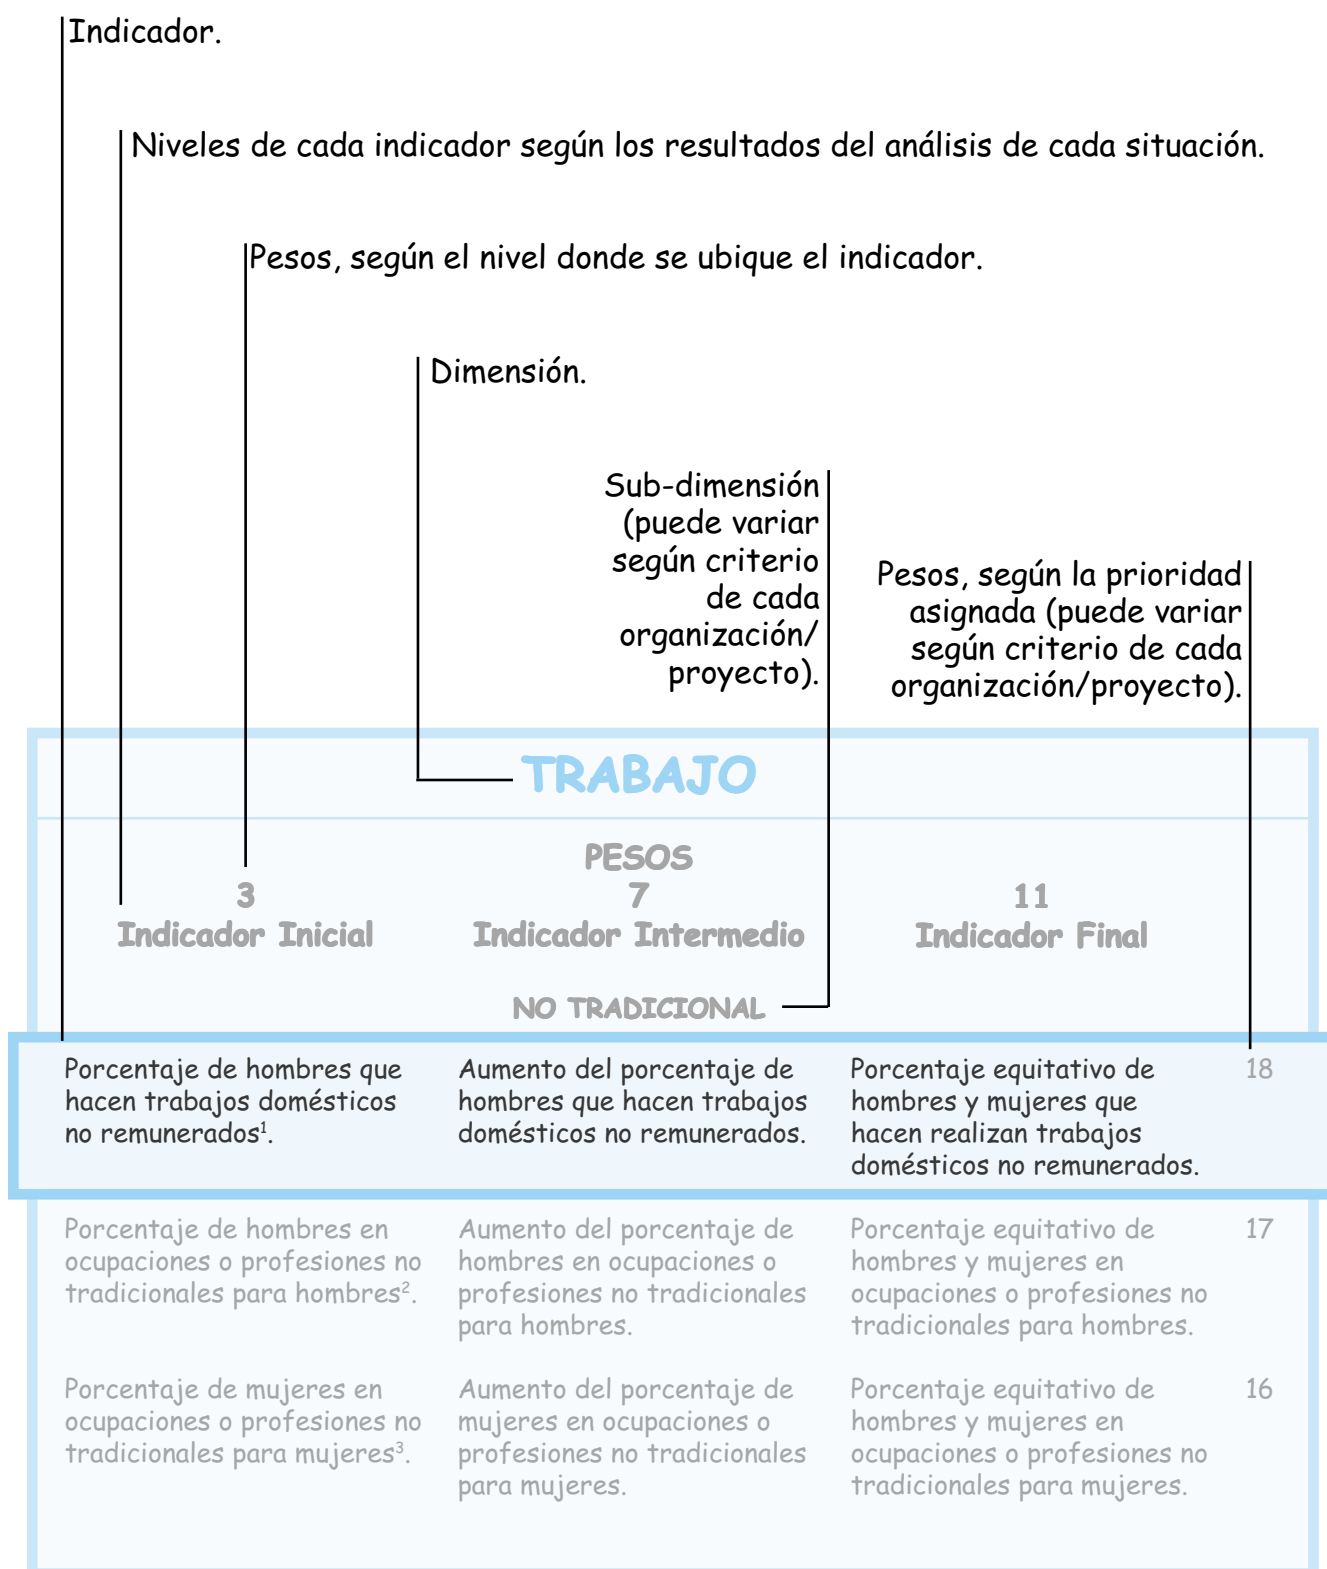 Indicador.
Niveles de cada indicador según los resultados del análisis de cada situación.
Pesos, según el nivel donde se ubique el indicador.
Dimensión.
Sub-dimensión
(puede variar
según criterio
de cada
organización/
proyecto).
Pesos, según la prioridad
asignada (puede variar
según criterio de cada
organización/proyecto).
TRABAJO
PESOS
3
7
11
Indicador Inicial
Indicador Intermedio
Indicador Final
NO TRADICIONAL
Porcentaje de hombres que
hacen trabajos domésticos
no remunerados¹.
Aumento del porcentaje de
hombres que hacen trabajos
domésticos no remunerados.
Porcentaje equitativo de
hombres y mujeres que
hacen realizan trabajos
domésticos no remunerados.
18
Porcentaje de hombres en
ocupaciones o profesiones no
tradicionales para hombres².
Aumento del porcentaje de
hombres en ocupaciones o
profesiones no tradicionales
para hombres.
Porcentaje equitativo de
hombres y mujeres en
ocupaciones o profesiones no
tradicionales para hombres.
17
Porcentaje de mujeres en
ocupaciones o profesiones no
tradicionales para mujeres³.
Aumento del porcentaje de
mujeres en ocupaciones o
profesiones no tradicionales
para mujeres.
Porcentaje equitativo de
hombres y mujeres en
ocupaciones o profesiones no
tradicionales para mujeres.
16